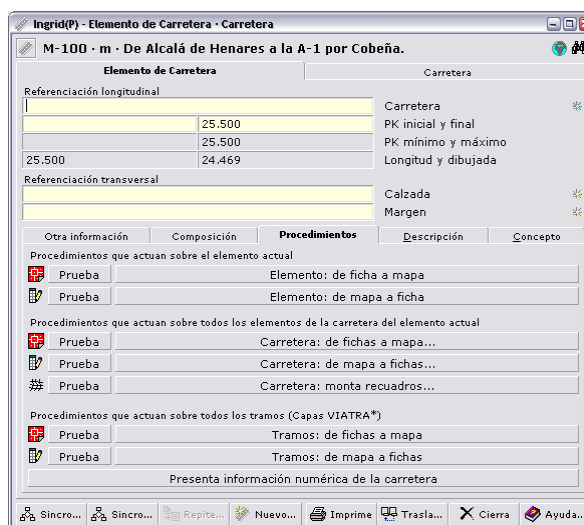 Ingrid(P) - Elemento de Carretera · Carretera
M-100 · m · De Alcalá de Henares a la A-1 por Cobeña.
Elemento de Carretera Carretera
Referenciación longitudinal
Carretera
25.500 PK inicial y final
25.500 PK mínimo y máximo
25.500 24.469 Longitud y dibujada
Referenciación transversal
Calzada
Margen
Otra información Composición Procedimientos Descripción Concepto
Procedimientos que actuan sobre el elemento actual
Prueba Elemento: de ficha a mapa
Prueba Elemento: de mapa a ficha
Procedimientos que actuan sobre todos los elementos de la carretera del elemento actual
Prueba Carretera: de fichas a mapa...
Prueba Carretera: de mapa a fichas...
Prueba Carretera: monta recuadros...
Procedimientos que actuan sobre todos los tramos (Capas VIATRA*)
Prueba Tramos: de fichas a mapa
Prueba Tramos: de mapa a fichas
Presenta información numérica de la carretera
Sincro... Sincro... Repite... Nuevo... Imprime Trasla... Cierra Ayuda...